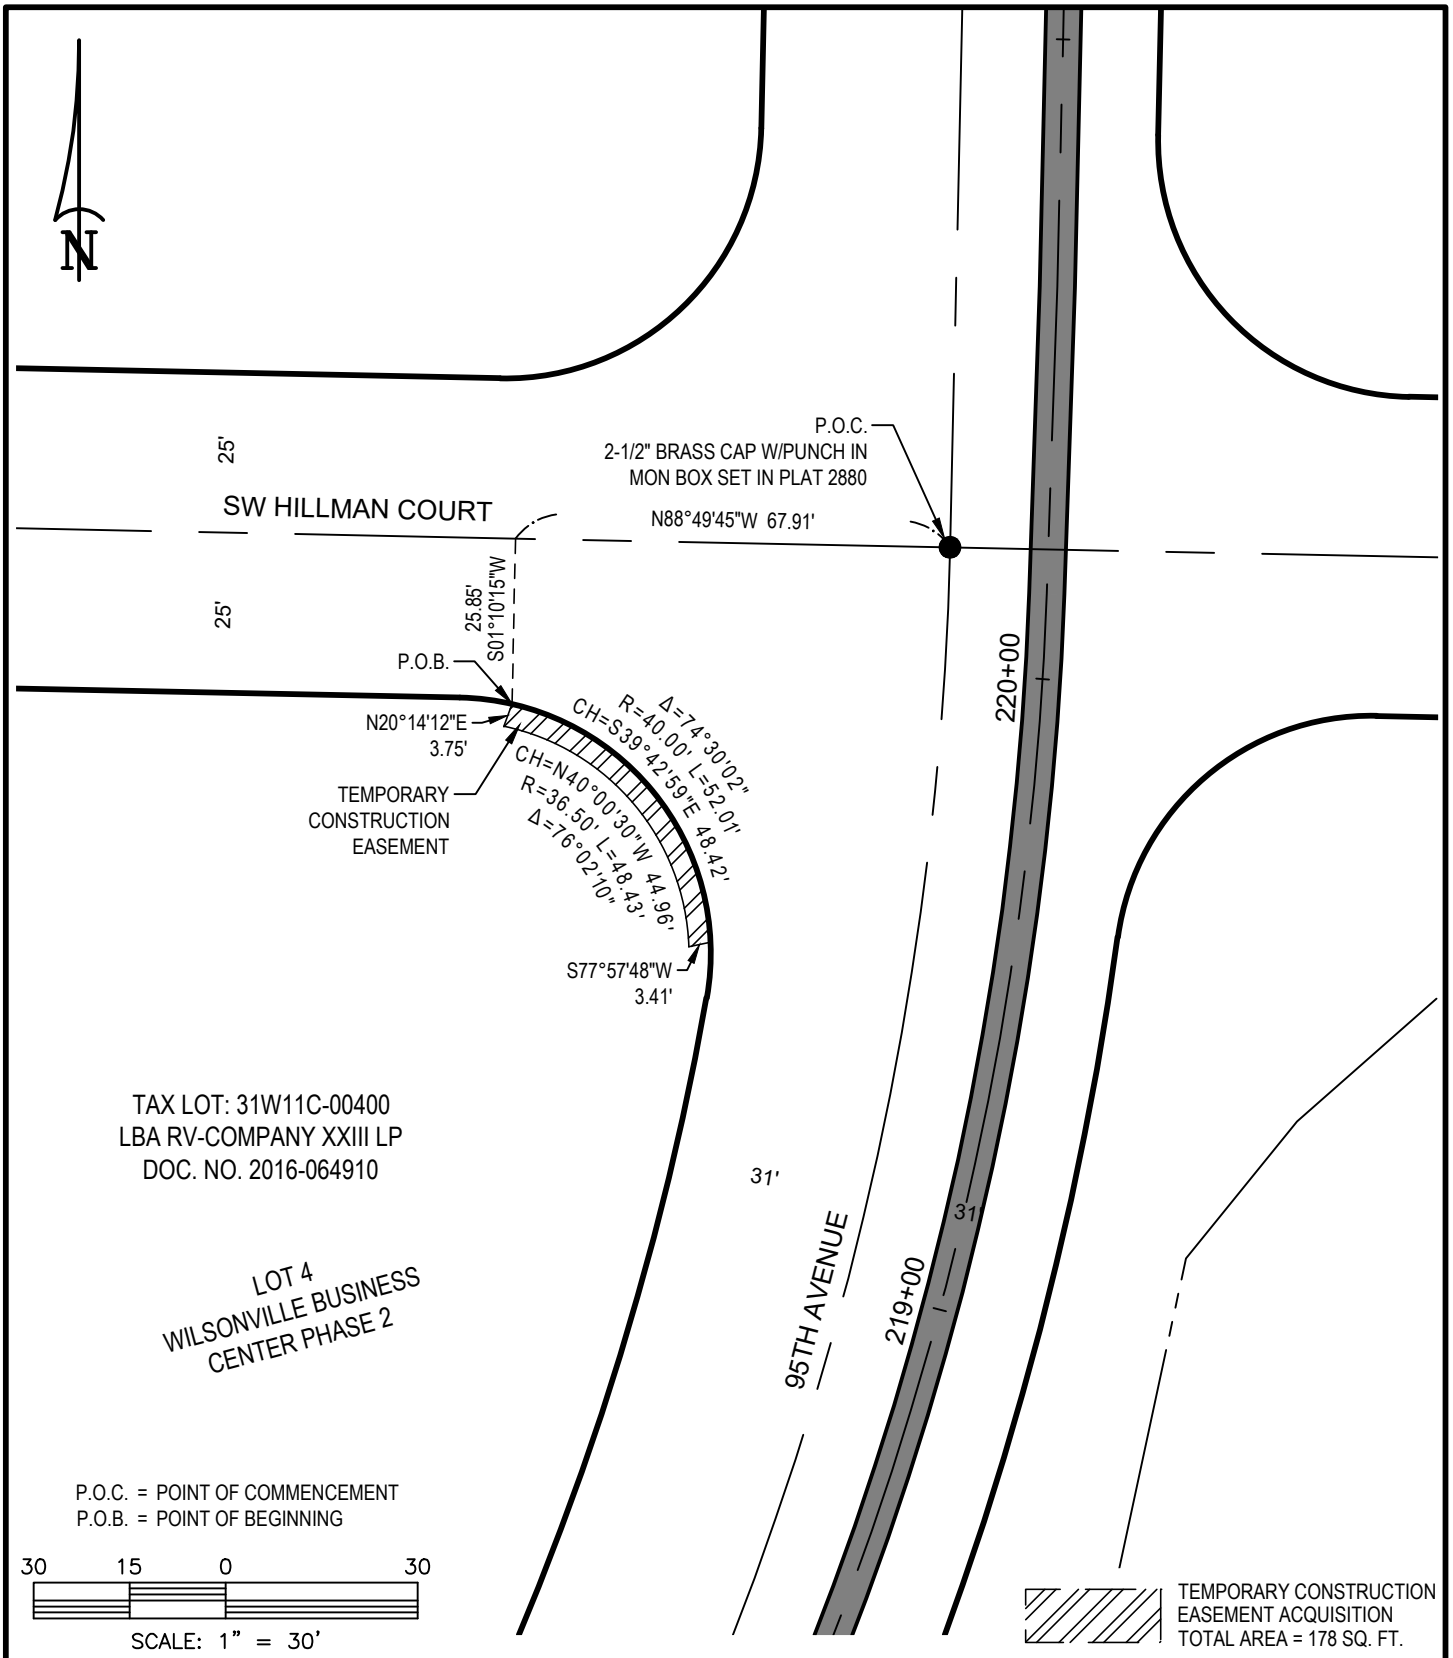 N
P.O.C.
2-1/2" BRASS CAP W/PUNCH IN
MON BOX SET IN PLAT 2880
25'
SW HILLMAN COURT
N88°49'45"W 67.91'
25'
25.85'
S01°10'15"W
P.O.B.
220+00
N20°14'12"E
3.75'
Δ=74°30'02"
R=40.00' L=52.01'
CH=S39°42'59"E 48.42'
CH=N40°00'30"W 44.96'
R=36.50' L=48.43'
Δ=76°02'10"
TEMPORARY
CONSTRUCTION
EASEMENT
S77°57'48"W
3.41'
TAX LOT: 31W11C-00400
LBA RV-COMPANY XXIII LP
DOC. NO. 2016-064910
31'
31'
95TH AVENUE
219+00
LOT 4
WILSONVILLE BUSINESS
CENTER PHASE 2
P.O.C. = POINT OF COMMENCEMENT
P.O.B. = POINT OF BEGINNING
30 15 0 30
SCALE: 1" = 30'
TEMPORARY CONSTRUCTION
EASEMENT ACQUISITION
TOTAL AREA = 178 SQ. FT.